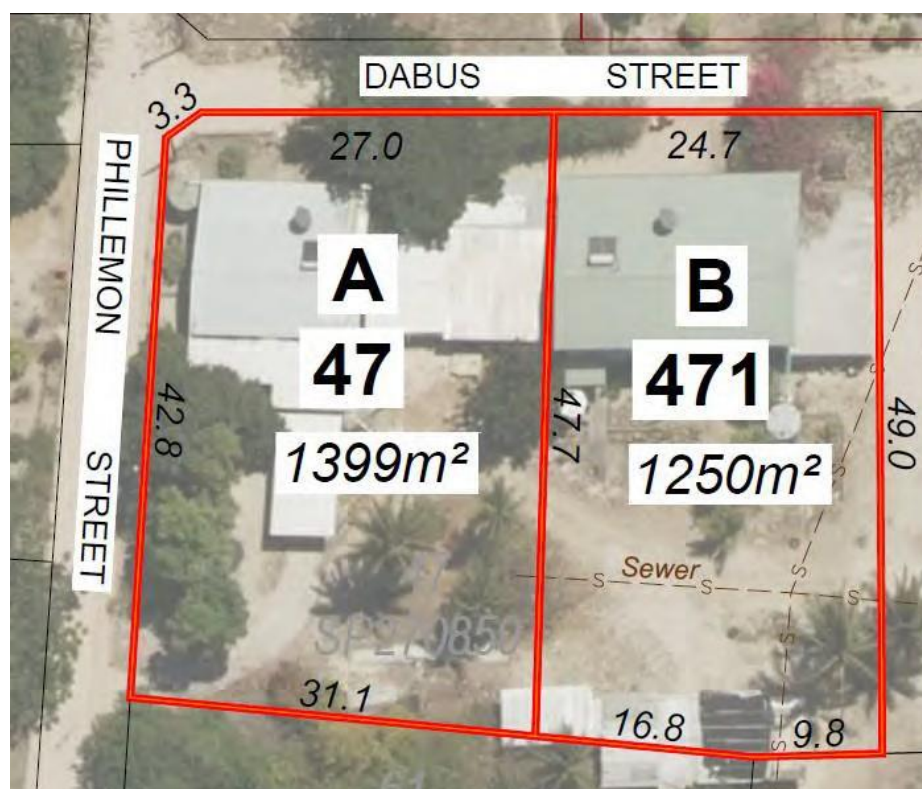 DABUS STREET
3.3
27.0
24.7
PHILLEMON STREET
A
47
1399m²
B
471
1250m²
42.8
47.7
49.0
S
S
S
Sewer
S
S
S
S
S
SP270850
31.1
16.8
9.8